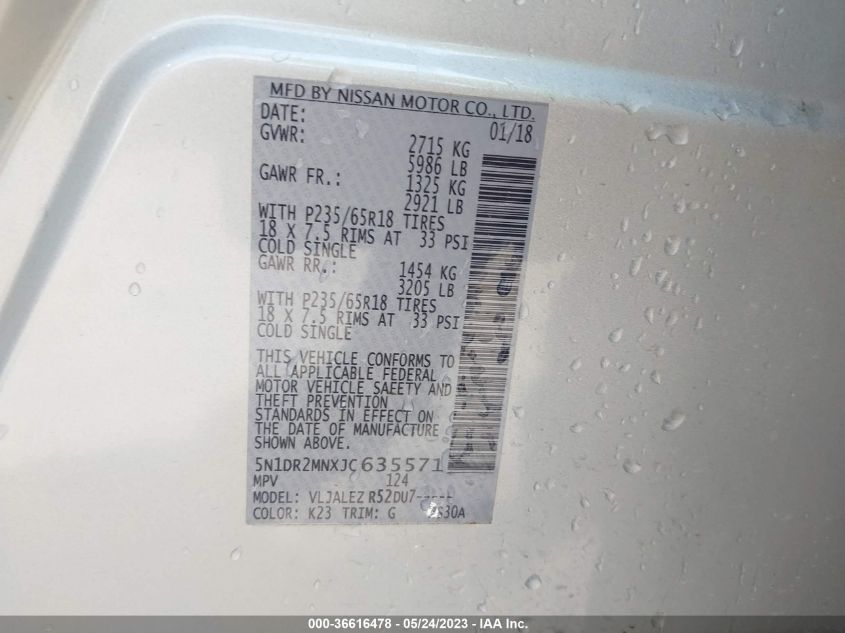 MFD BY NISSAN MOTOR CO., LTD.
DATE: 01/18
GVWR: 2715 KG
5986 LB
GAWR FR.: 1325 KG
2921 LB
WITH P235/65R18 TIRES
18 X 7.5 RIMS AT 33 PSI
COLD SINGLE
GAWR RR.: 1454 KG
3205 LB
WITH P235/65R18 TIRES
18 X 7.5 RIMS AT 33 PSI
COLD SINGLE
THIS VEHICLE CONFORMS TO
ALL APPLICABLE FEDERAL
MOTOR VEHICLE SAFETY AND
THEFT PREVENTION
STANDARDS IN EFFECT ON
THE DATE OF MANUFACTURE
SHOWN ABOVE.
5N1DR2MNXJC635571
MPV 124
MODEL: VLJALEZ R52DU7-----
COLOR: K23 TRIM: G
000-36616478 - 05/24/2023 - IAA Inc.